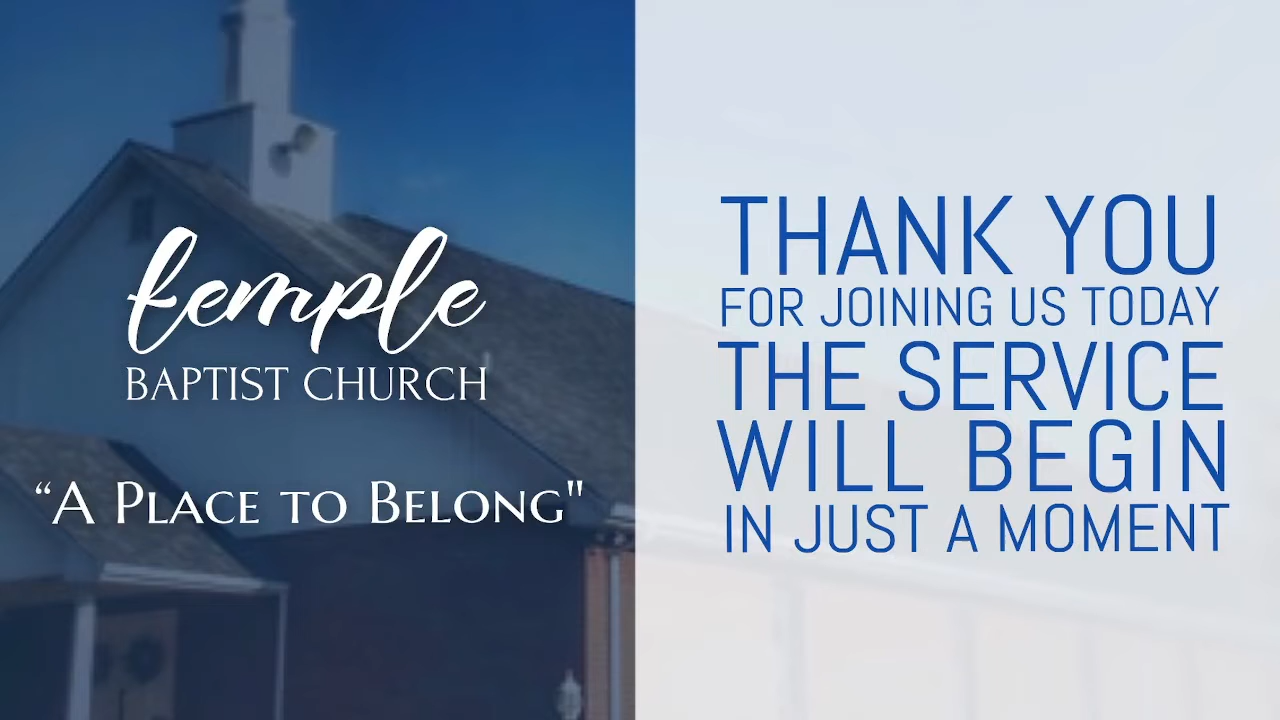 temple
BAPTIST CHURCH
“A PLACE TO BELONG"
THANK YOU
FOR JOINING US TODAY
THE SERVICE
WILL BEGIN
IN JUST A MOMENT